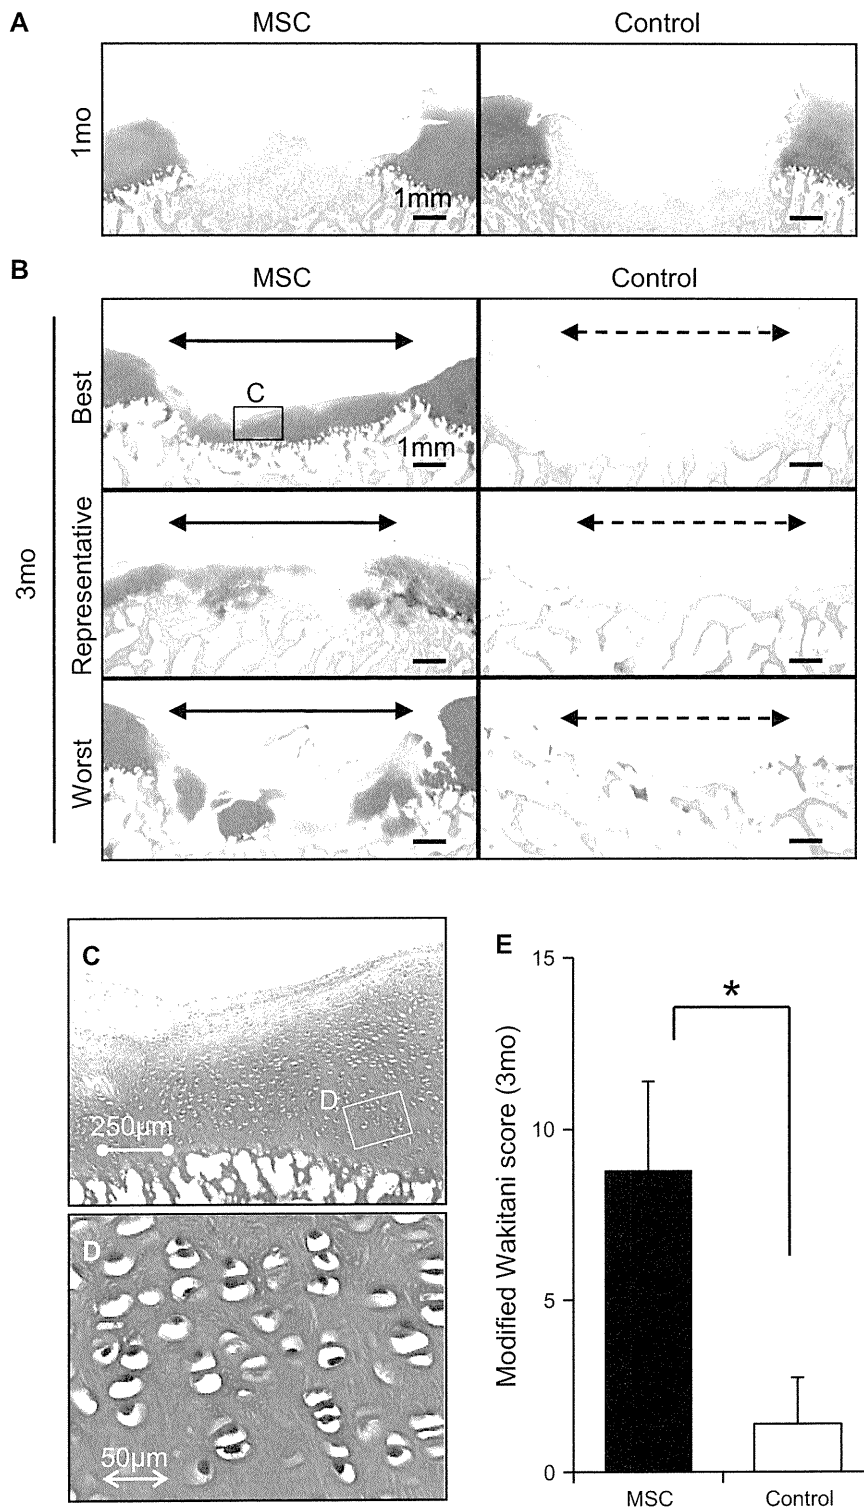 A
MSC Control
1mo
1mm
B
MSC Control
3mo
Best
C
1mm
Representative
Worst
C
D
250μm
D
50μm
E
Modified Wakitani score (3mo)
15
*
10
5
0
MSC Control